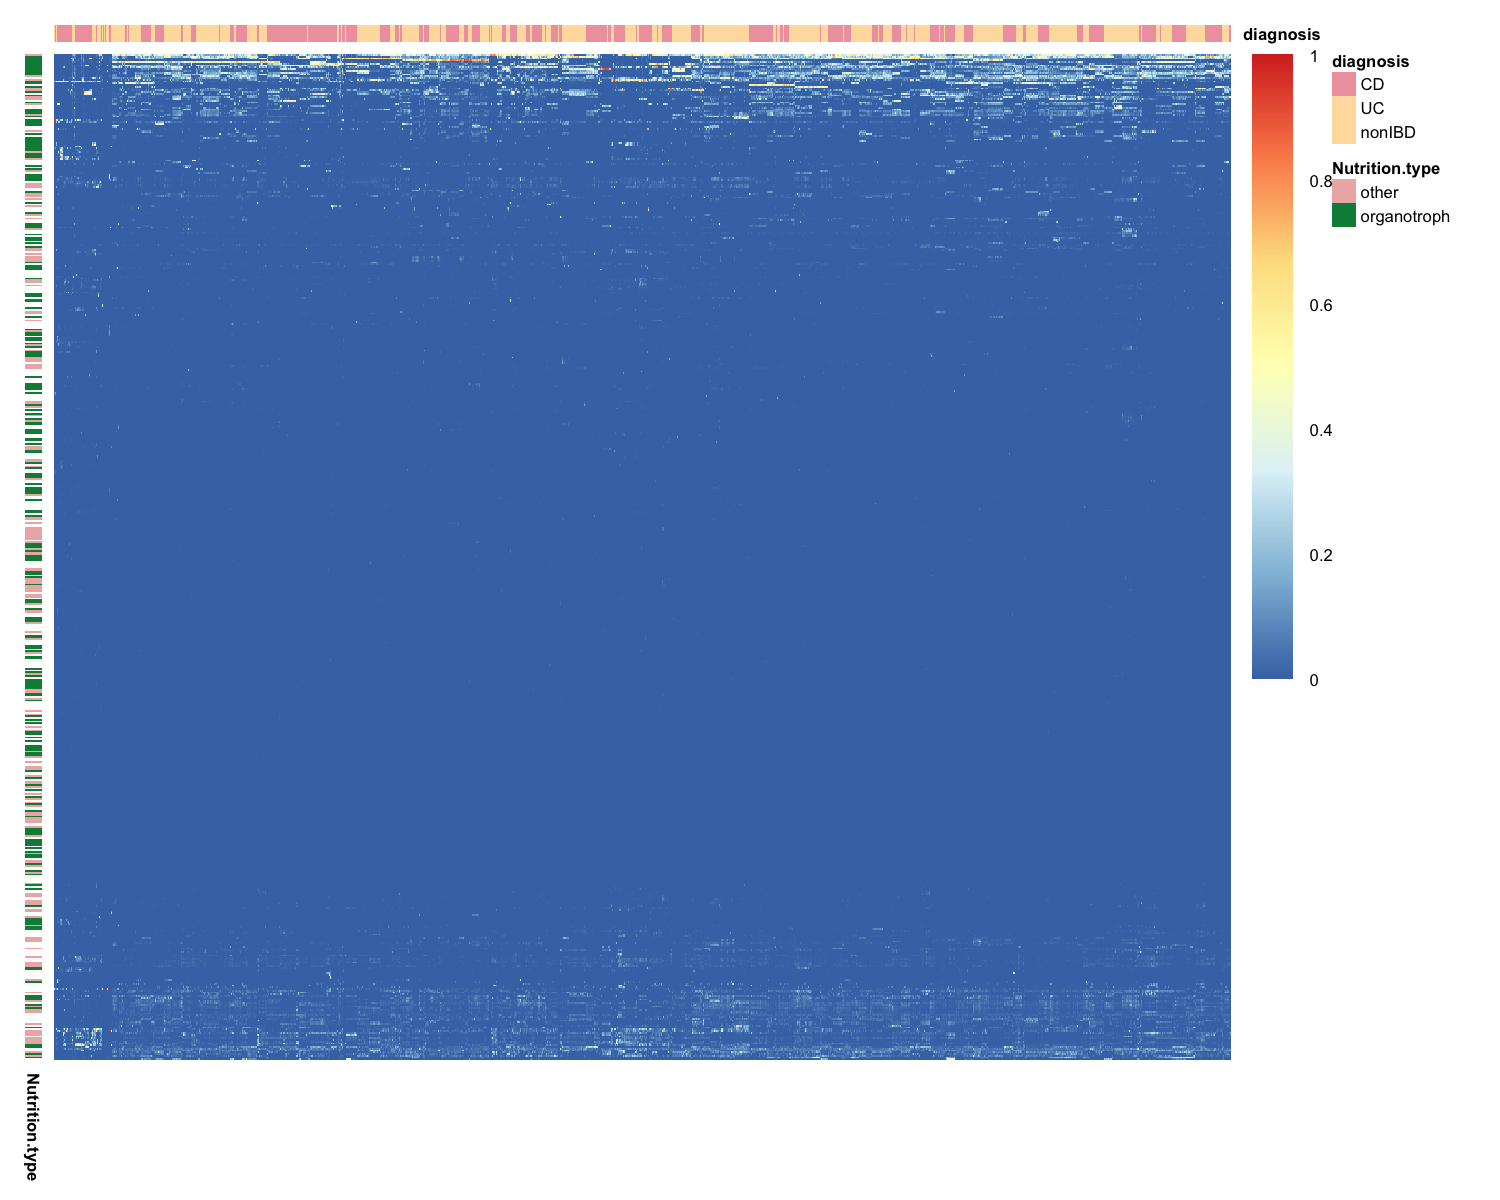 diagnosis
1
0.8
0.6
0.4
0.2
0
diagnosis
CD
UC
nonIBD
Nutrition.type
other
organotroph
Nutrition.type